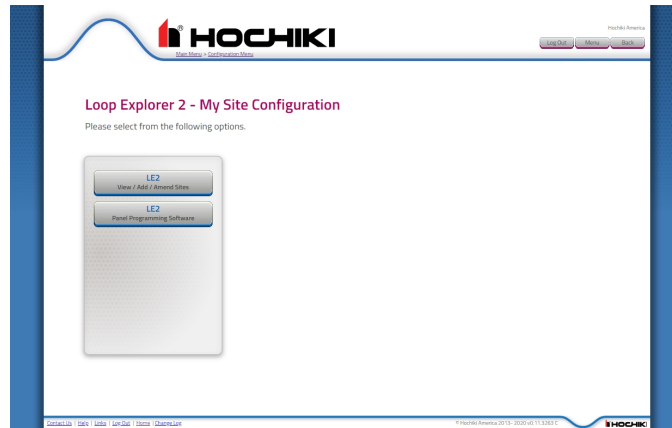 Hochiki America
HOCHIKI
Log Out Menu Back
Main Menu > Configuration Menu
Loop Explorer 2 - My Site Configuration
Please select from the following options.
LE2
View / Add / Amend Sites
LE2
Panel Programming Software
Contact Us | Help | Links | Log Out | Home | Change Log
© Hochiki America 2013- 2020 v0.11.3263 C
HOCHIKI